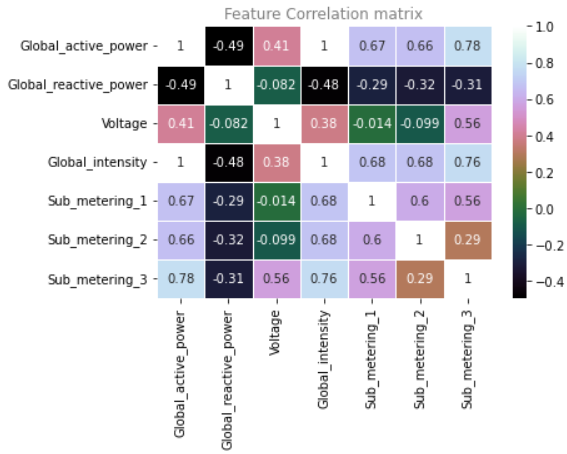 Feature Correlation matrix
Global_active_power 1 -0.49 0.41 1 0.67 0.66 0.78
Global_reactive_power -0.49 1 -0.082 -0.48 -0.29 -0.32 -0.31
Voltage 0.41 -0.082 1 0.38 -0.014 -0.099 0.56
Global_intensity 1 -0.48 0.38 1 0.68 0.68 0.76
Sub_metering_1 0.67 -0.29 -0.014 0.68 1 0.6 0.56
Sub_metering_2 0.66 -0.32 -0.099 0.68 0.6 1 0.29
Sub_metering_3 0.78 -0.31 0.56 0.76 0.56 0.29 1
Global_active_power
Global_reactive_power
Voltage
Global_intensity
Sub_metering_1
Sub_metering_2
Sub_metering_3
1.0
0.8
0.6
0.4
0.2
0.0
−0.2
−0.4